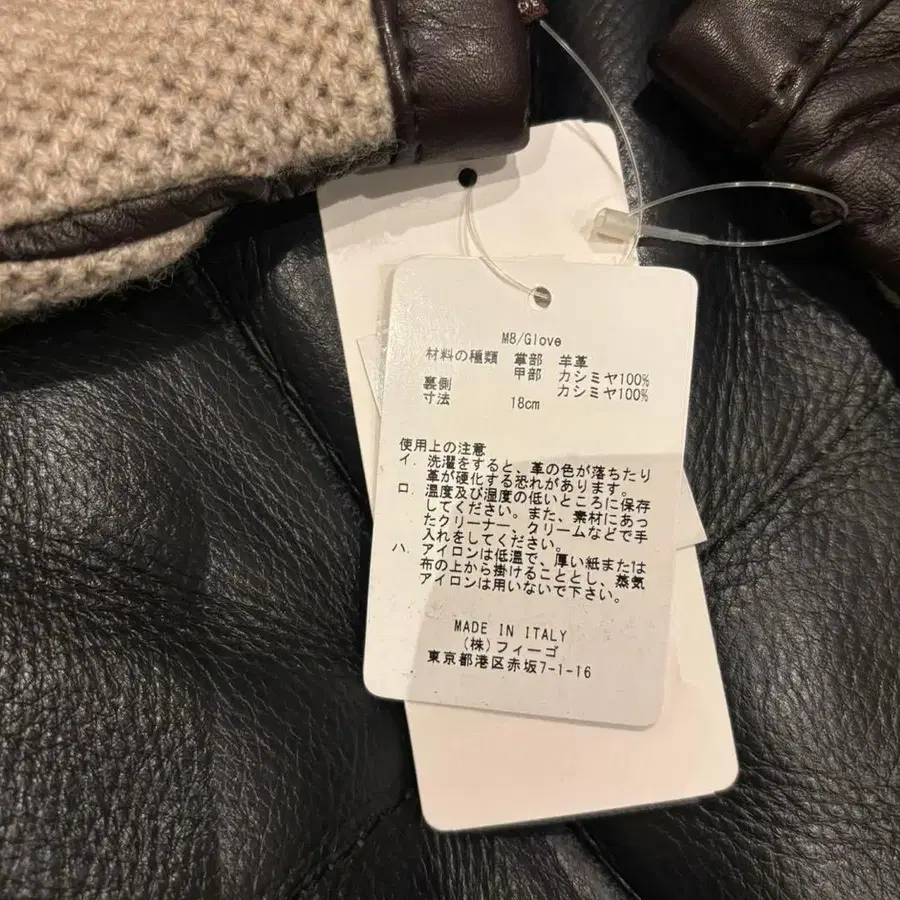 M8/Glove
材料の種類 掌部 羊革
甲部 カシミヤ100%
裏側 カシミヤ100%
寸法 18cm
使用上の注意
イ. 洗濯をすると、革の色が落ちたり
革が硬化する恐れがあります。
ロ. 温度及び湿度の低いところに保存
してください。また、素材にあっ
たクリーナー、クリームなどで手
入れをしてください。
ハ. アイロンは低温で、厚い紙または
布の上から掛けることとし、蒸気
アイロンは用いないで下さい。
MADE IN ITALY
(株)フィーゴ
東京都港区赤坂7-1-16